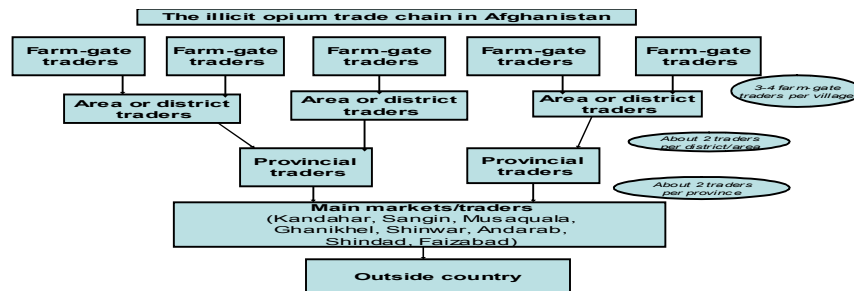 The illicit opium trade chain in Afghanistan
Farm-gate
traders
Farm-gate
traders
Farm-gate
traders
Farm-gate
traders
Farm-gate
traders
3-4 farm-gate
traders per village
Area or district
traders
Area or district
traders
Area or district
traders
About 2 traders
per district/area
Provincial
traders
Provincial
traders
About 2 traders
per province
Main markets/traders
(Kandahar, Sangin, Musaquala,
Ghanikhel, Shinwar, Andarab,
Shindad, Faizabad)
Outside country